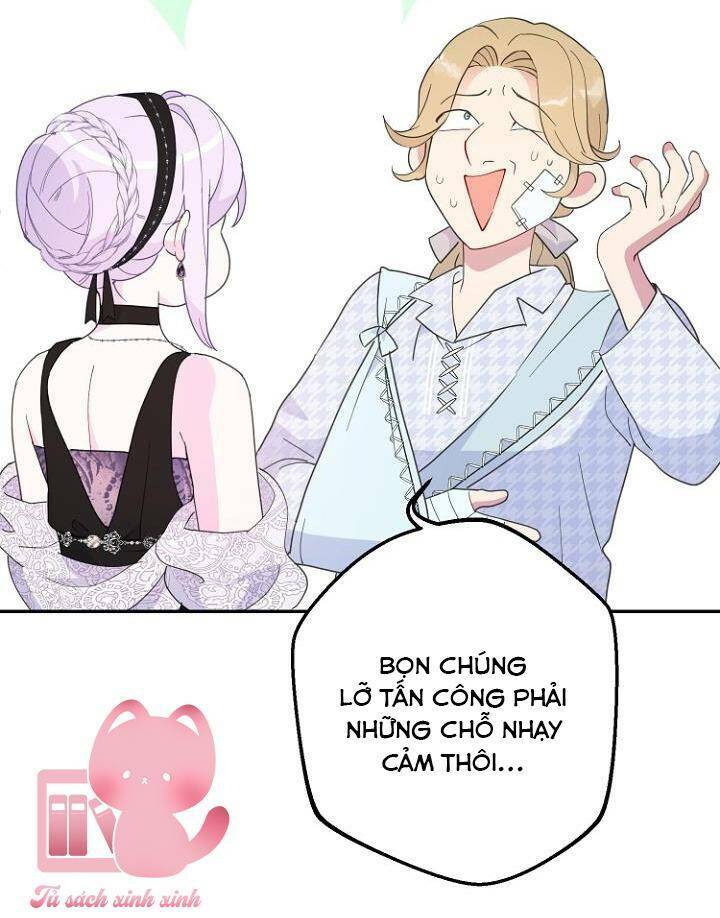 BỌN CHÚNG
LỠ TẤN CÔNG PHẢI
NHỮNG CHỖ NHẠY
CẢM THÔI...
Tủ sách xinh xinh